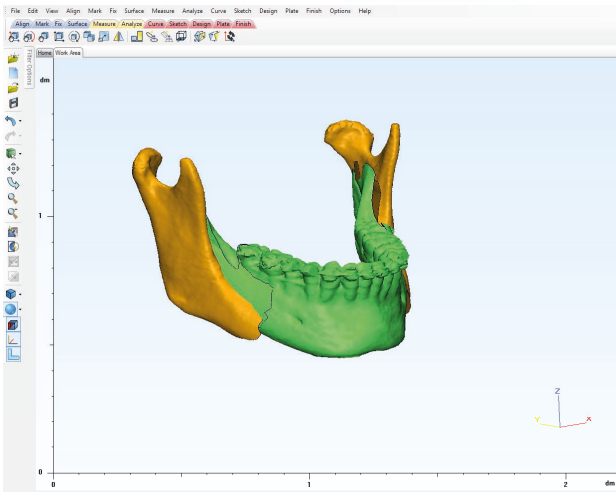 File Edit View Align Mark Fix Surface Measure Analyze Curve Sketch Design Plate Finish Options Help
Align Mark Fix Surface Measure Analyze Curve Sketch Design Plate Finish
Home Work Area
Filter Options
dm
1
0
0 1 2 dm
Z
Y X